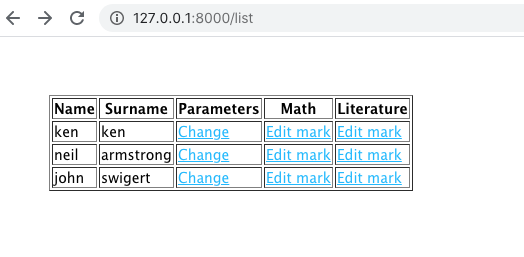 127.0.0.1:8000/list
Name Surname Parameters Math Literature
ken ken Change Edit mark Edit mark
neil armstrong Change Edit mark Edit mark
john swigert Change Edit mark Edit mark